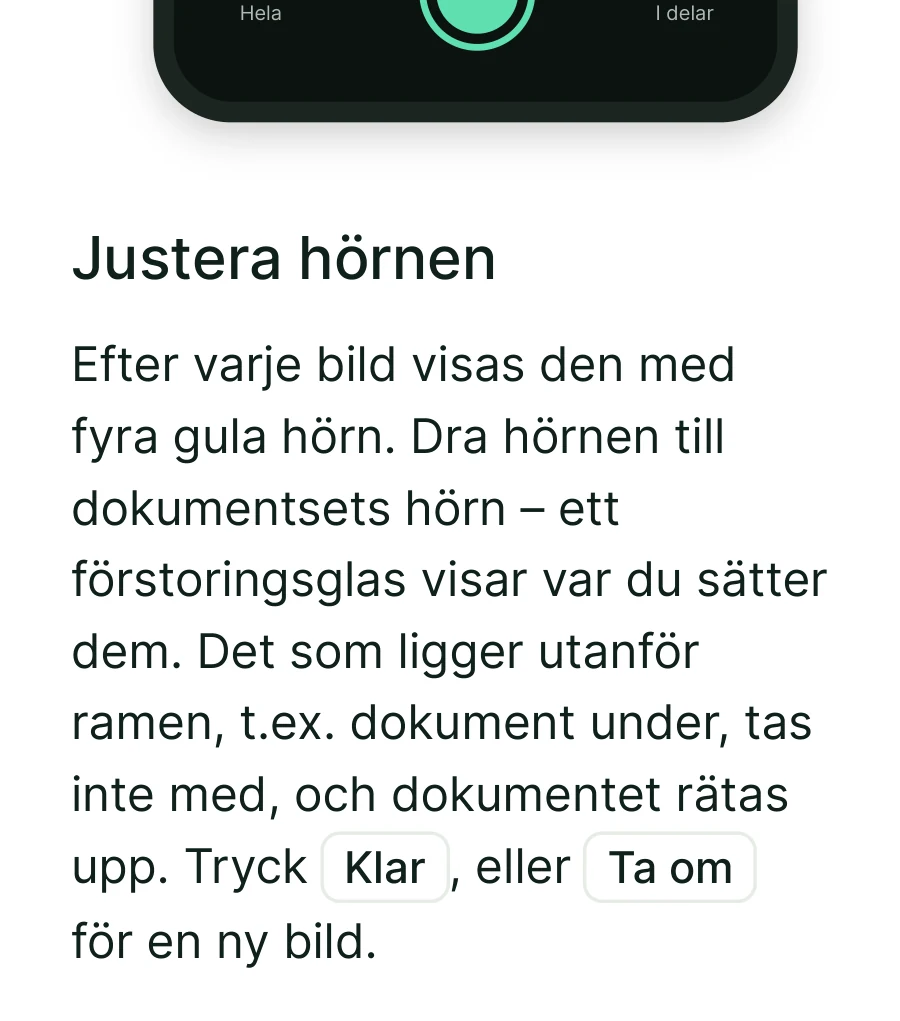 Hela
I delar
Justera hörnen
Efter varje bild visas den med
fyra gula hörn. Dra hörnen till
dokumentsets hörn – ett
förstoringsglas visar var du sätter
dem. Det som ligger utanför
ramen, t.ex. dokument under, tas
inte med, och dokumentet rätas
upp. Tryck Klar, eller Ta om
för en ny bild.